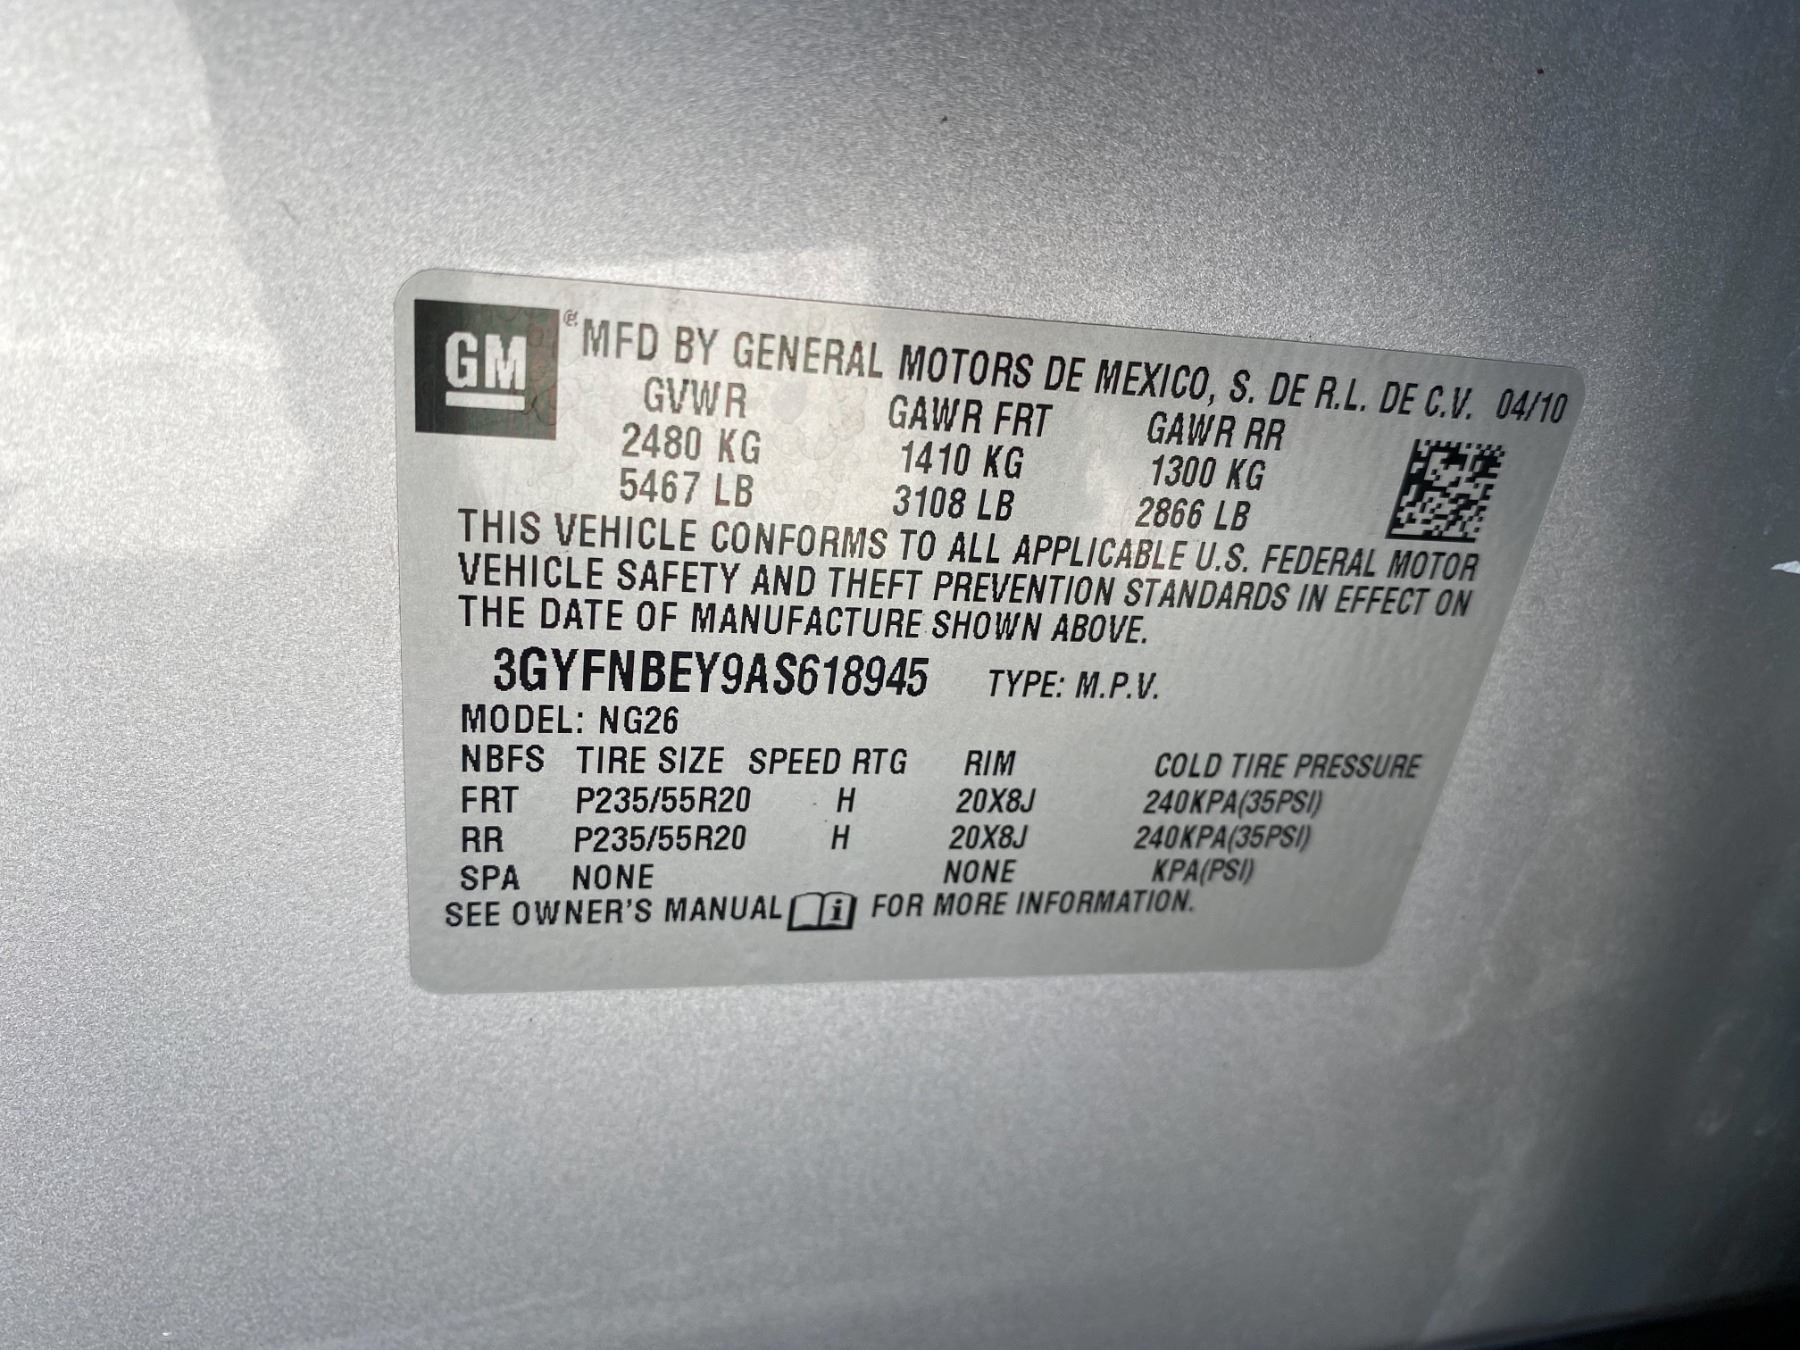 GM ® MFD BY GENERAL MOTORS DE MEXICO, S. DE R.L. DE C.V. 04/10
GVWR GAWR FRT GAWR RR
2480 KG 1410 KG 1300 KG
5467 LB 3108 LB 2866 LB
THIS VEHICLE CONFORMS TO ALL APPLICABLE U.S. FEDERAL MOTOR
VEHICLE SAFETY AND THEFT PREVENTION STANDARDS IN EFFECT ON
THE DATE OF MANUFACTURE SHOWN ABOVE.
3GYFNBEY9AS618945 TYPE: M.P.V.
MODEL: NG26
NBFS TIRE SIZE SPEED RTG RIM COLD TIRE PRESSURE
FRT P235/55R20 H 20X8J 240KPA(35PSI)
RR P235/55R20 H 20X8J 240KPA(35PSI)
SPA NONE NONE KPA(PSI)
SEE OWNER'S MANUAL i FOR MORE INFORMATION.